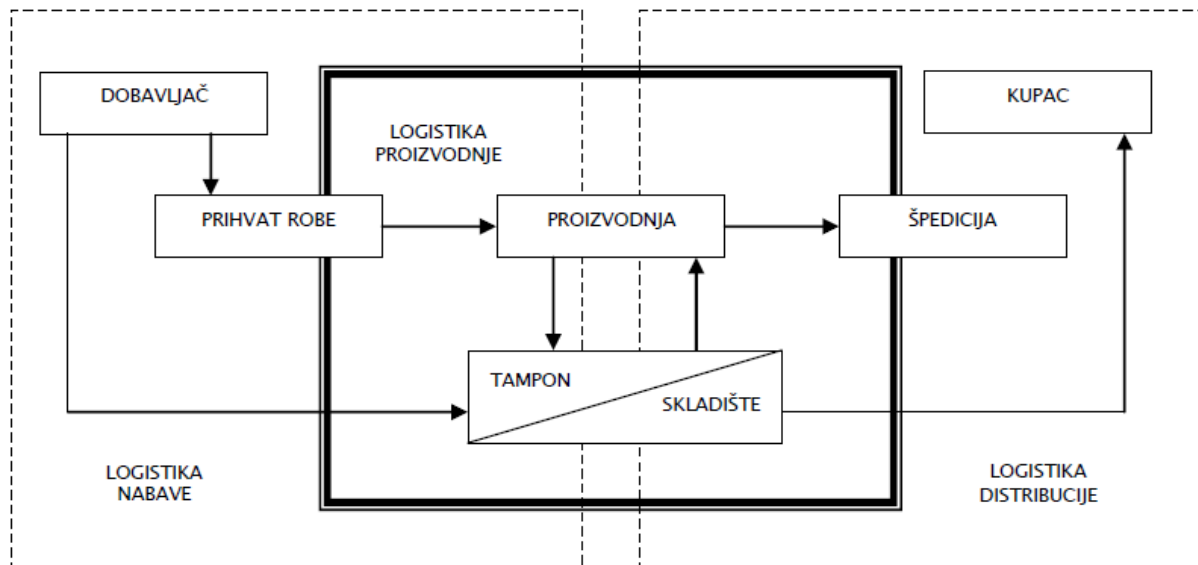 DOBAVLJAČ
KUPAC
LOGISTIKA
PROIZVODNJE
PRIHVAT ROBE
PROIZVODNJA
ŠPEDICIJA
TAMPON
SKLADIŠTE
LOGISTIKA
NABAVE
LOGISTIKA
DISTRIBUCIJE